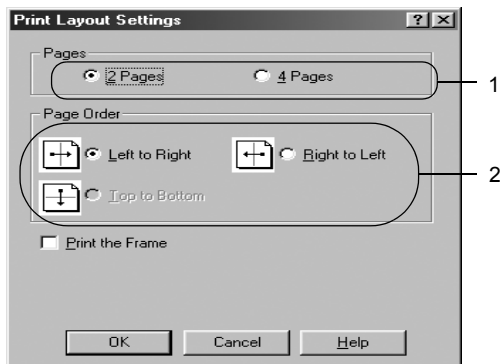 Print Layout Settings
Pages
2 Pages 4 Pages 1
Page Order
Left to Right Right to Left 2
Top to Bottom
Print the Frame
OK Cancel Help